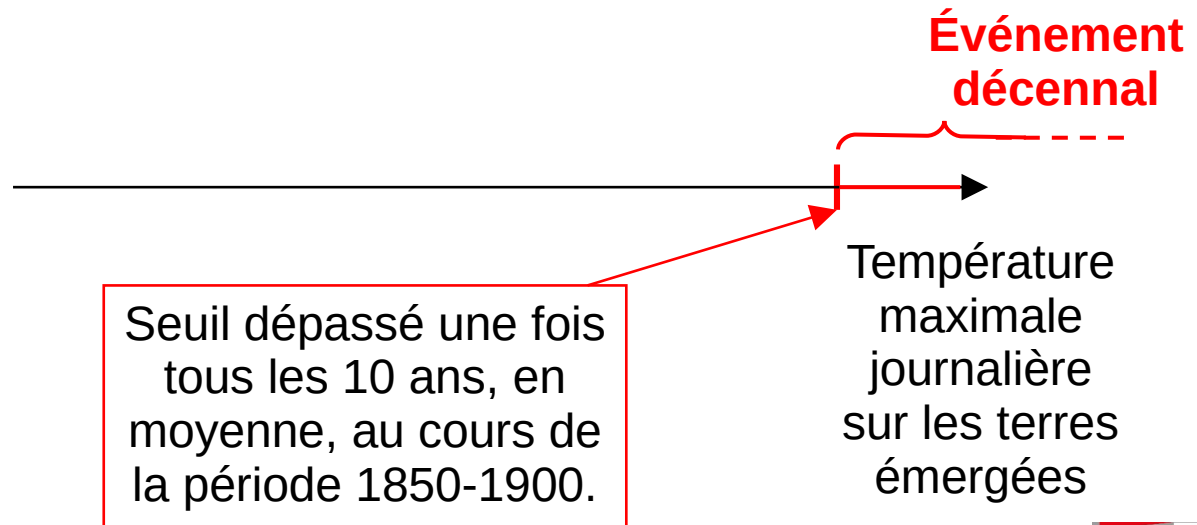 Événement
décennal
Température
maximale
journalière
sur les terres
émergées
Seuil dépassé une fois
tous les 10 ans, en
moyenne, au cours de
la période 1850-1900.